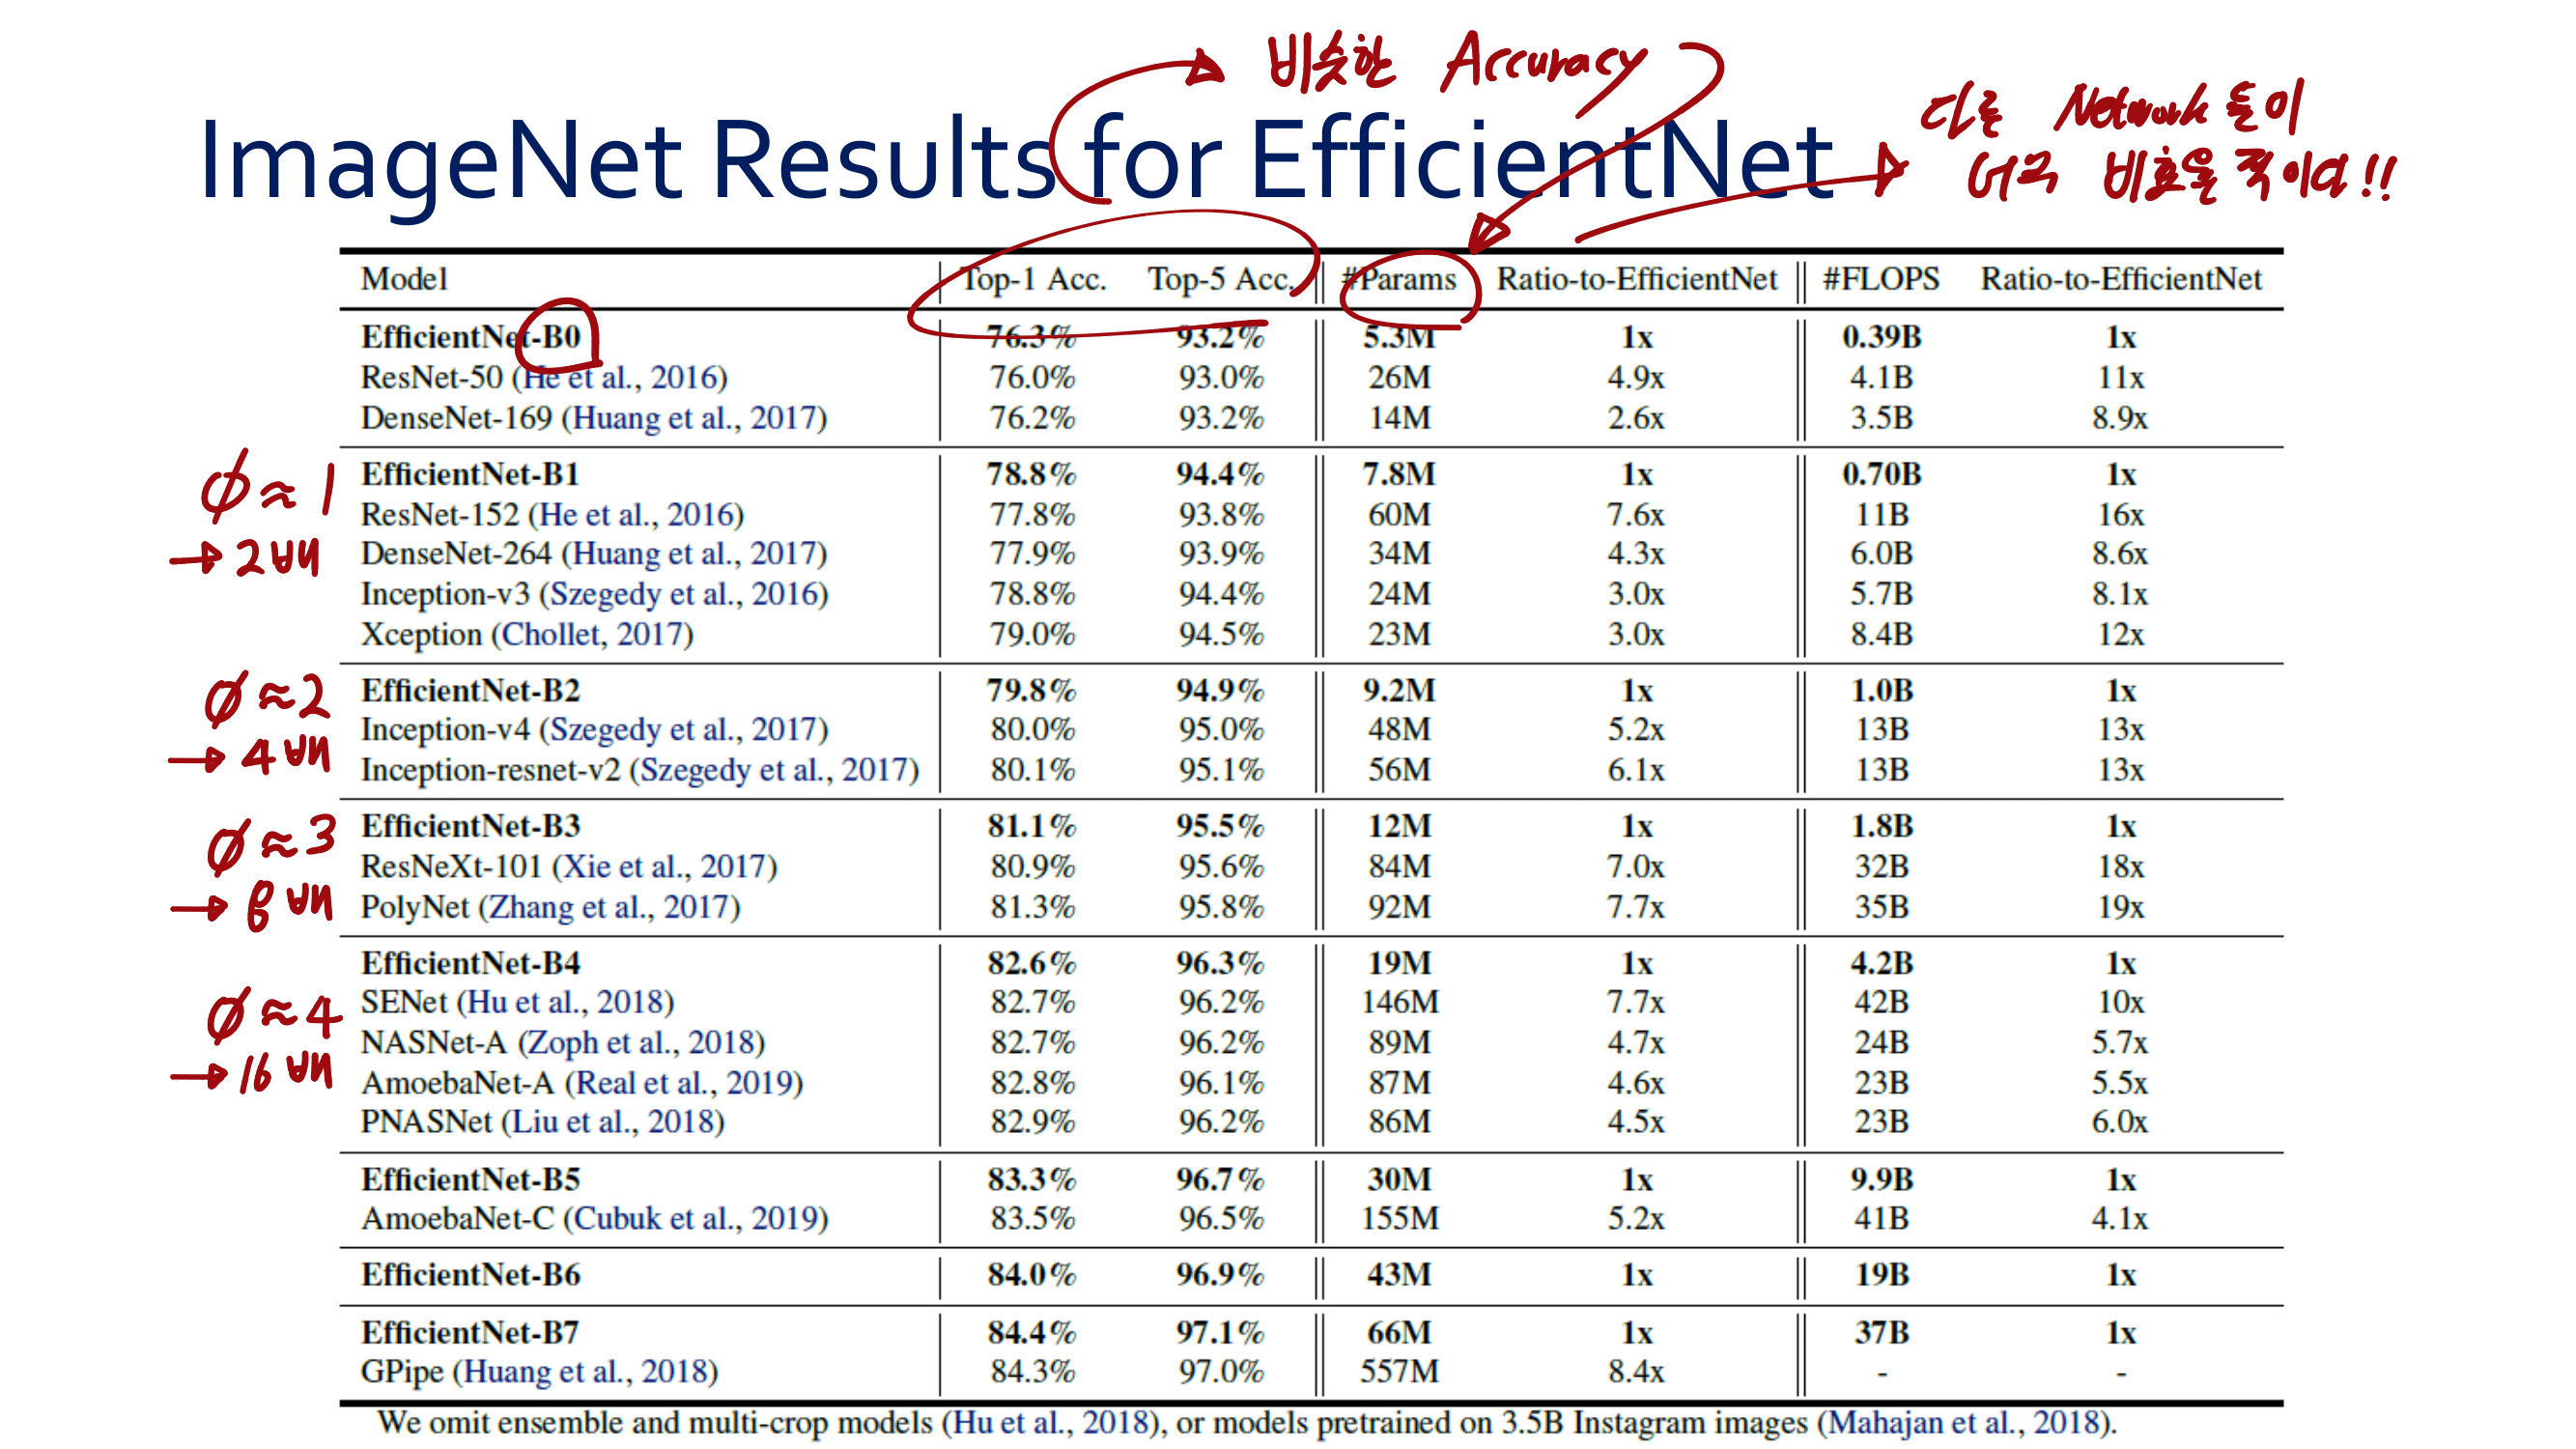 비슷한 Accuracy
다른 Network들이
너무 비효율적이다!!
ImageNet Results for EfficientNet
Model Top-1 Acc. Top-5 Acc. #Params Ratio-to-EfficientNet #FLOPS Ratio-to-EfficientNet
EfficientNet-B0 76.3% 93.2% 5.3M 1x 0.39B 1x
ResNet-50 (He et al., 2016) 76.0% 93.0% 26M 4.9x 4.1B 11x
DenseNet-169 (Huang et al., 2017) 76.2% 93.2% 14M 2.6x 3.5B 8.9x
ϕ ≈ 1
→ 2배
EfficientNet-B1 78.8% 94.4% 7.8M 1x 0.70B 1x
ResNet-152 (He et al., 2016) 77.8% 93.8% 60M 7.6x 11B 16x
DenseNet-264 (Huang et al., 2017) 77.9% 93.9% 34M 4.3x 6.0B 8.6x
Inception-v3 (Szegedy et al., 2016) 78.8% 94.4% 24M 3.0x 5.7B 8.1x
Xception (Chollet, 2017) 79.0% 94.5% 23M 3.0x 8.4B 12x
ϕ ≈ 2
→ 4배
EfficientNet-B2 79.8% 94.9% 9.2M 1x 1.0B 1x
Inception-v4 (Szegedy et al., 2017) 80.0% 95.0% 48M 5.2x 13B 13x
Inception-resnet-v2 (Szegedy et al., 2017) 80.1% 95.1% 56M 6.1x 13B 13x
ϕ ≈ 3
→ 8배
EfficientNet-B3 81.1% 95.5% 12M 1x 1.8B 1x
ResNeXt-101 (Xie et al., 2017) 80.9% 95.6% 84M 7.0x 32B 18x
PolyNet (Zhang et al., 2017) 81.3% 95.8% 92M 7.7x 35B 19x
ϕ ≈ 4
→ 16배
EfficientNet-B4 82.6% 96.3% 19M 1x 4.2B 1x
SENet (Hu et al., 2018) 82.7% 96.2% 146M 7.7x 42B 10x
NASNet-A (Zoph et al., 2018) 82.7% 96.2% 89M 4.7x 24B 5.7x
AmoebaNet-A (Real et al., 2019) 82.8% 96.1% 87M 4.6x 23B 5.5x
PNASNet (Liu et al., 2018) 82.9% 96.2% 86M 4.5x 23B 6.0x
EfficientNet-B5 83.3% 96.7% 30M 1x 9.9B 1x
AmoebaNet-C (Cubuk et al., 2019) 83.5% 96.5% 155M 5.2x 41B 4.1x
EfficientNet-B6 84.0% 96.9% 43M 1x 19B 1x
EfficientNet-B7 84.4% 97.1% 66M 1x 37B 1x
GPipe (Huang et al., 2018) 84.3% 97.0% 557M 8.4x - -
We omit ensemble and multi-crop models (Hu et al., 2018), or models pretrained on 3.5B Instagram images (Mahajan et al., 2018).